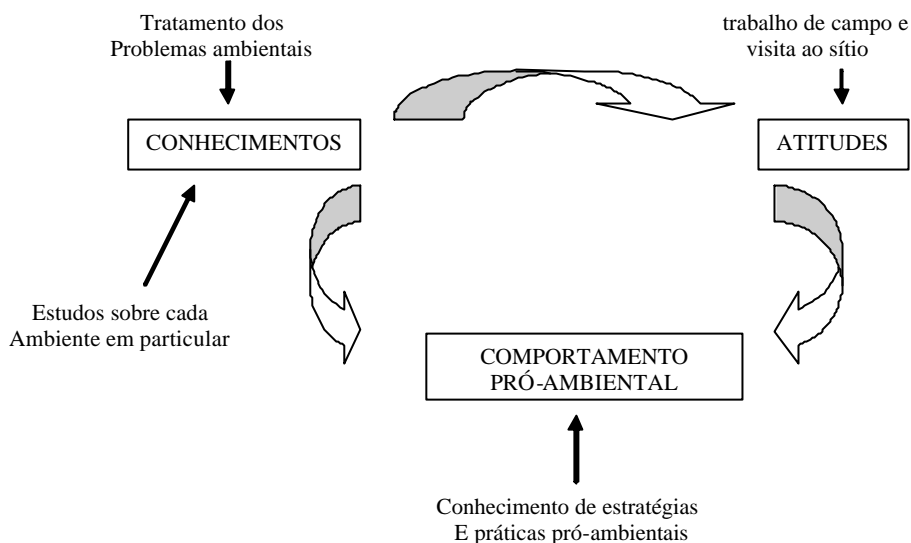 Tratamento dos
Problemas ambientais
trabalho de campo e
visita ao sítio
CONHECIMENTOS
ATITUDES
Estudos sobre cada
Ambiente em particular
COMPORTAMENTO
PRÓ-AMBIENTAL
Conhecimento de estratégias
E práticas pró-ambientais